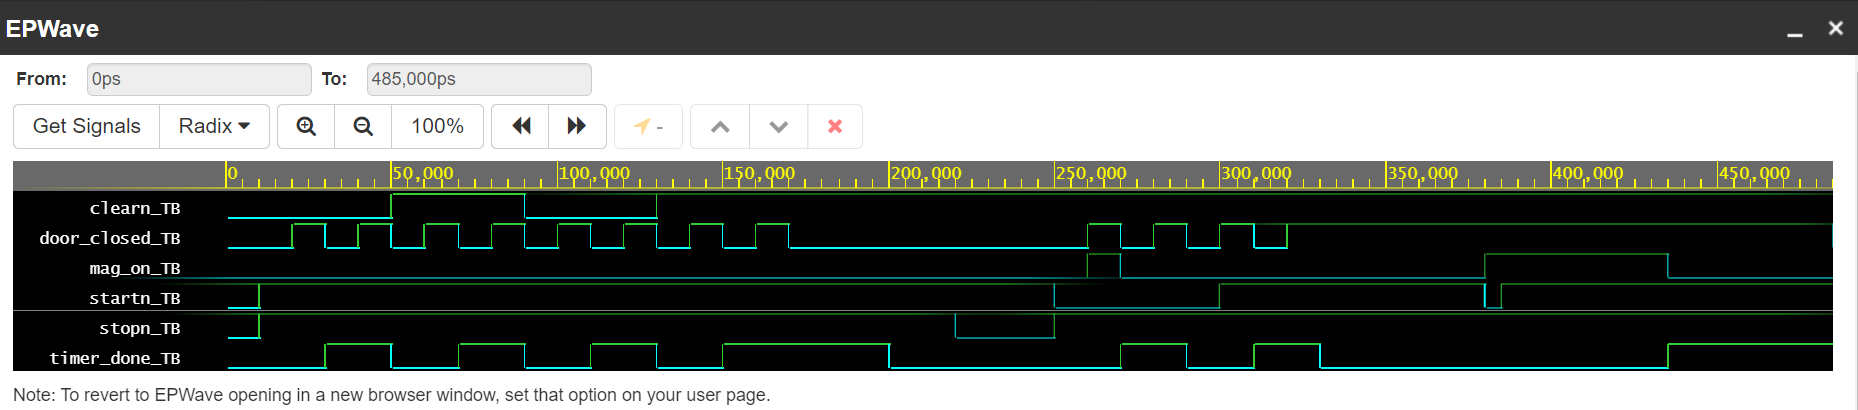 EPWave
From: 0ps To: 485,000ps
Get Signals Radix 100% -
0 50,000 100,000 150,000 200,000 250,000 300,000 350,000 400,000 450,000
clearn_TB
door_closed_TB
mag_on_TB
startn_TB
stopn_TB
timer_done_TB
Note: To revert to EPWave opening in a new browser window, set that option on your user page.